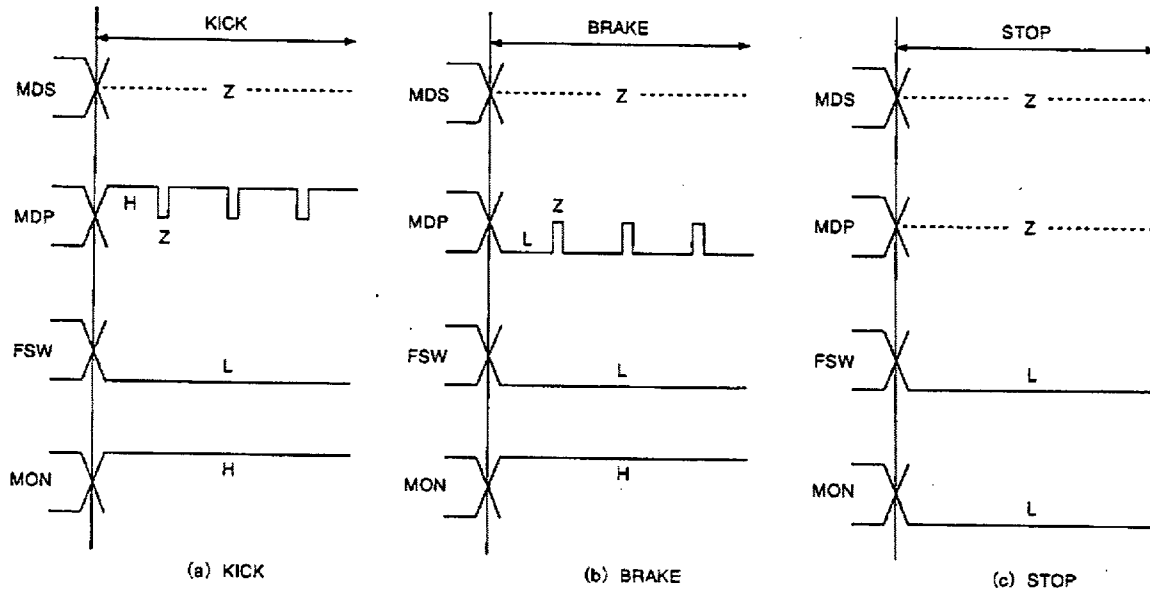 KICK
MDS
Z
MDP
H
Z
FSW
L
MON
H
(a) KICK
BRAKE
MDS
Z
MDP
Z
L
FSW
L
MON
H
(b) BRAKE
STOP
MDS
Z
MDP
Z
FSW
L
MON
L
(c) STOP